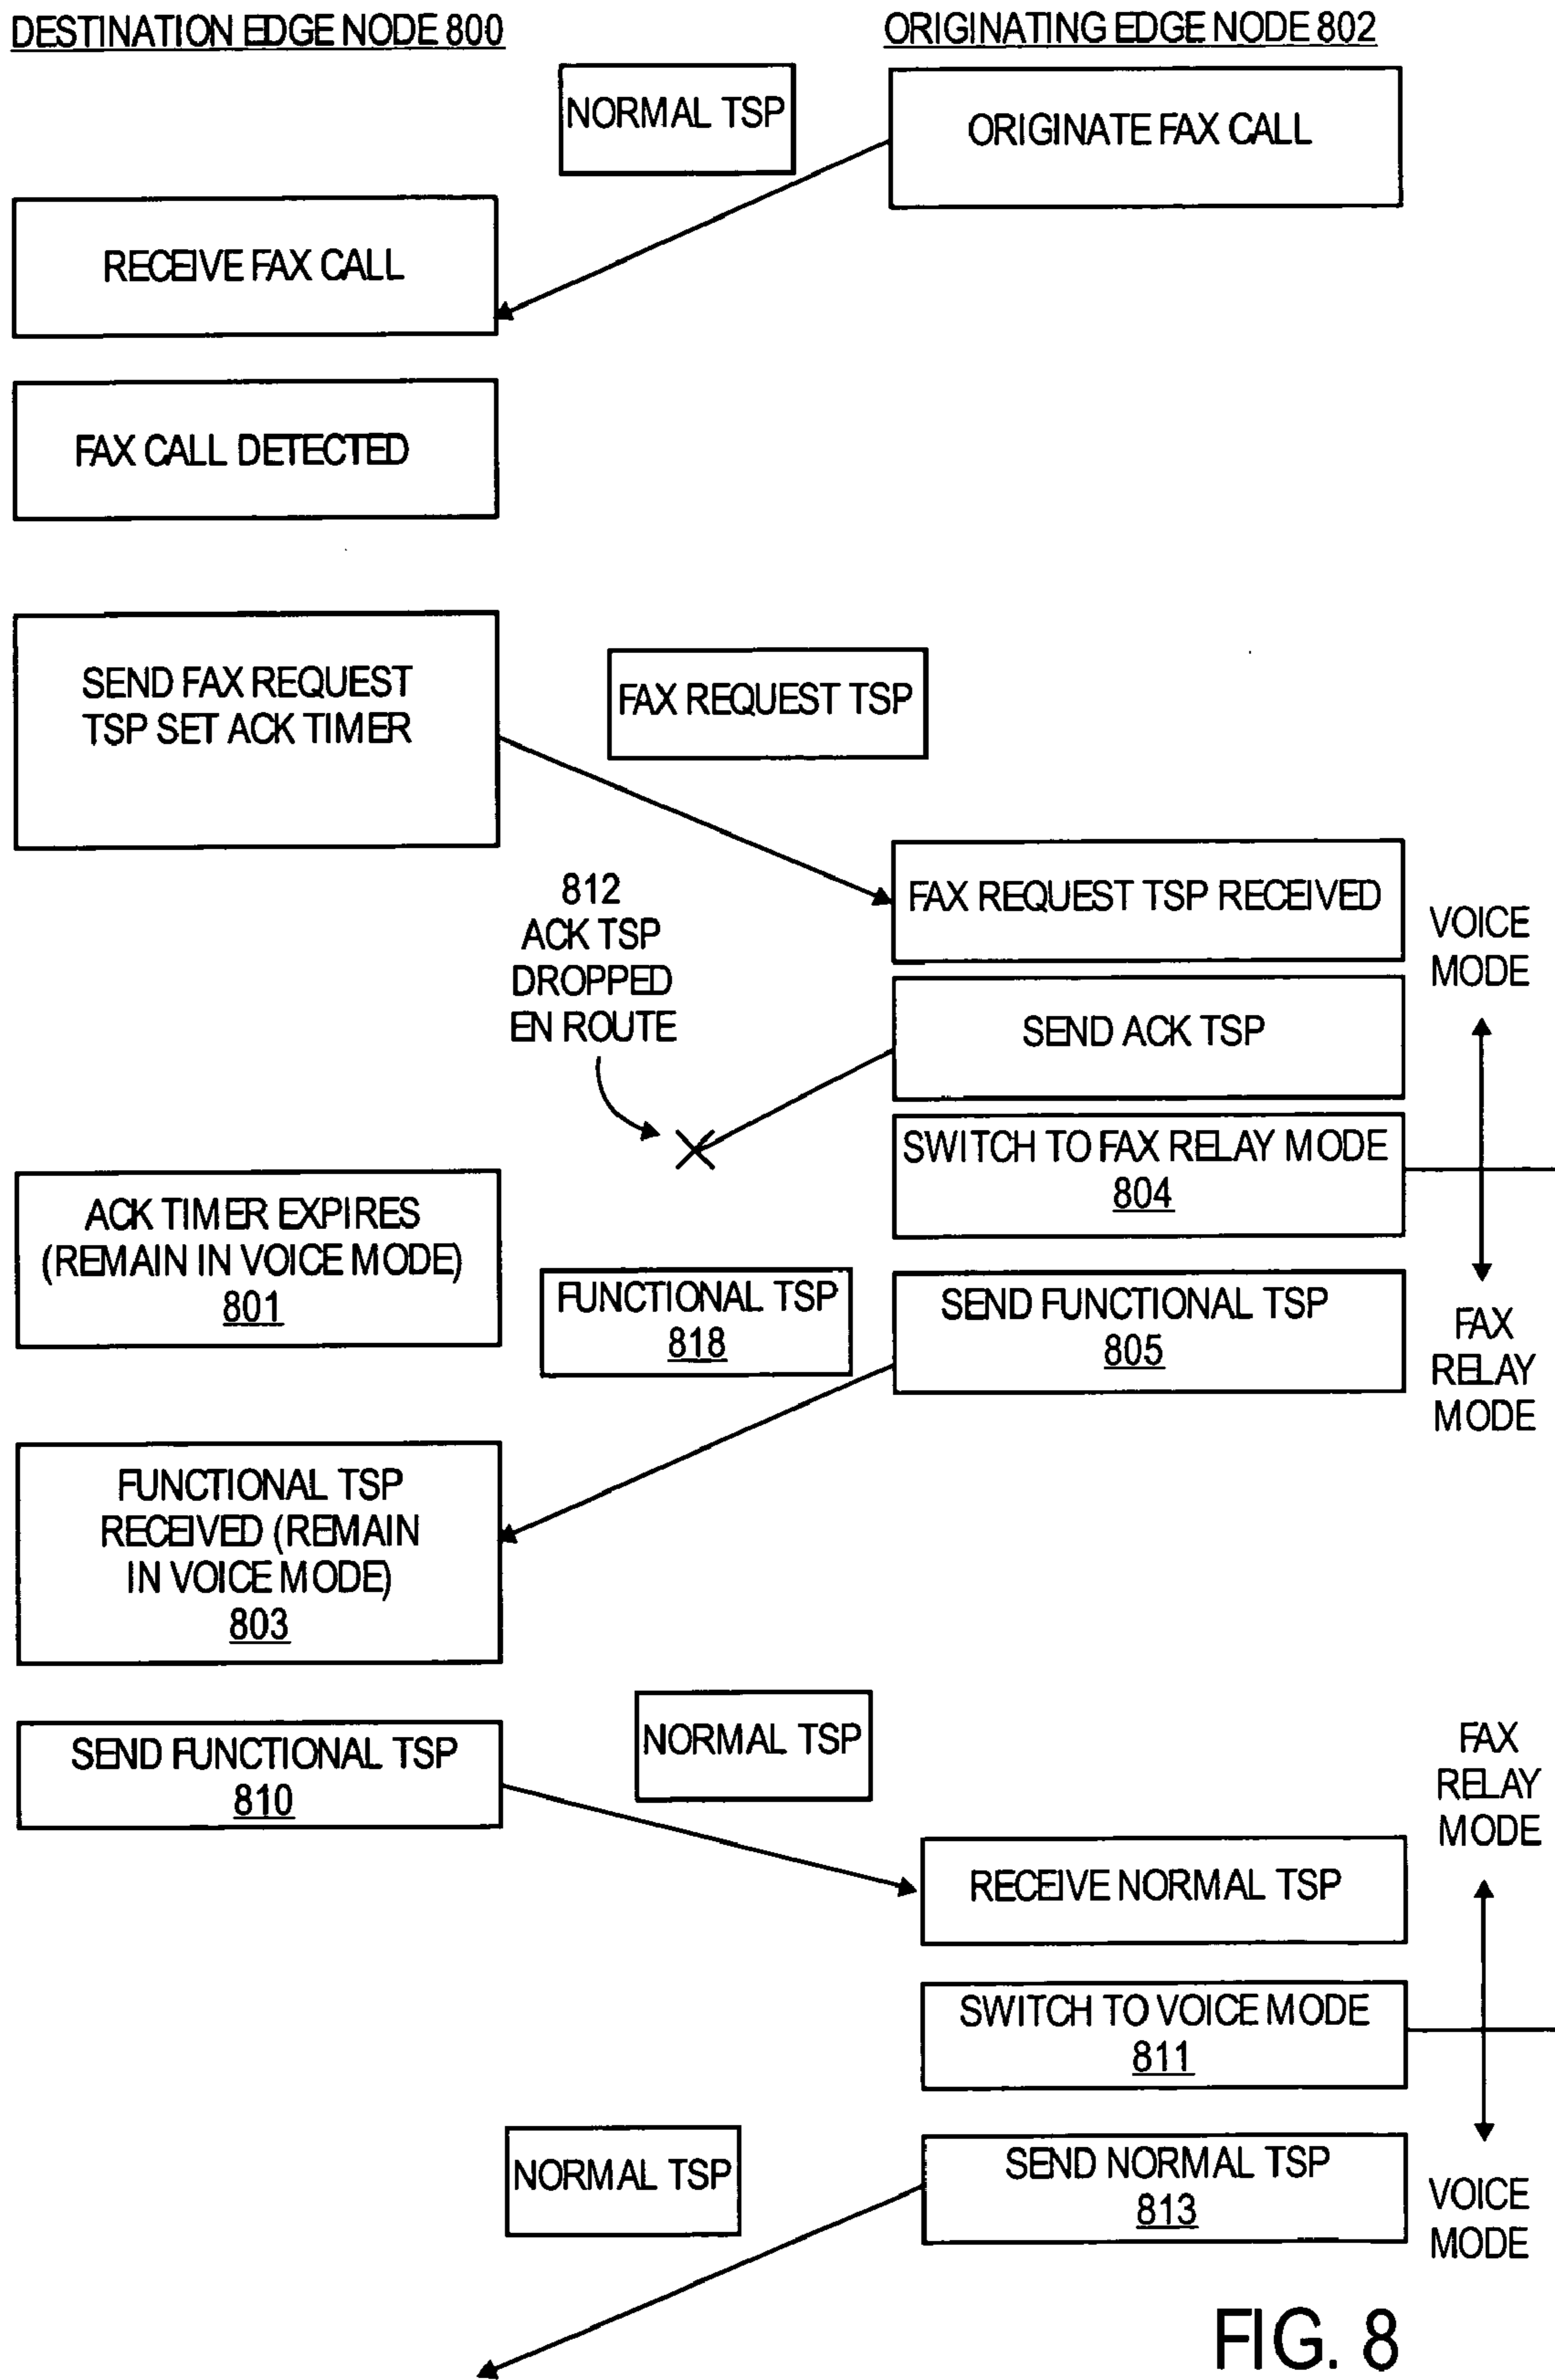 DESTINATION EDGE NODE 800
ORIGINATING EDGE NODE 802
NORMAL TSP
ORIGINATE FAX CALL
RECEIVE FAX CALL
FAX CALL DETECTED
SEND FAX REQUEST
TSP SET ACK TIMER
FAX REQUEST TSP
FAX REQUEST TSP RECEIVED
VOICE
MODE
812
ACK TSP
DROPPED
EN ROUTE
SEND ACK TSP
SWITCH TO FAX RELAY MODE
804
ACK TIMER EXPIRES
(REMAIN IN VOICE MODE)
801
FUNCTIONAL TSP
818
SEND FUNCTIONAL TSP
805
FAX
RELAY
MODE
FUNCTIONAL TSP
RECEIVED (REMAIN
IN VOICE MODE)
803
NORMAL TSP
SEND FUNCTIONAL TSP
810
FAX
RELAY
MODE
RECEIVE NORMAL TSP
SWITCH TO VOICE MODE
811
NORMAL TSP
SEND NORMAL TSP
813
VOICE
MODE
FIG. 8